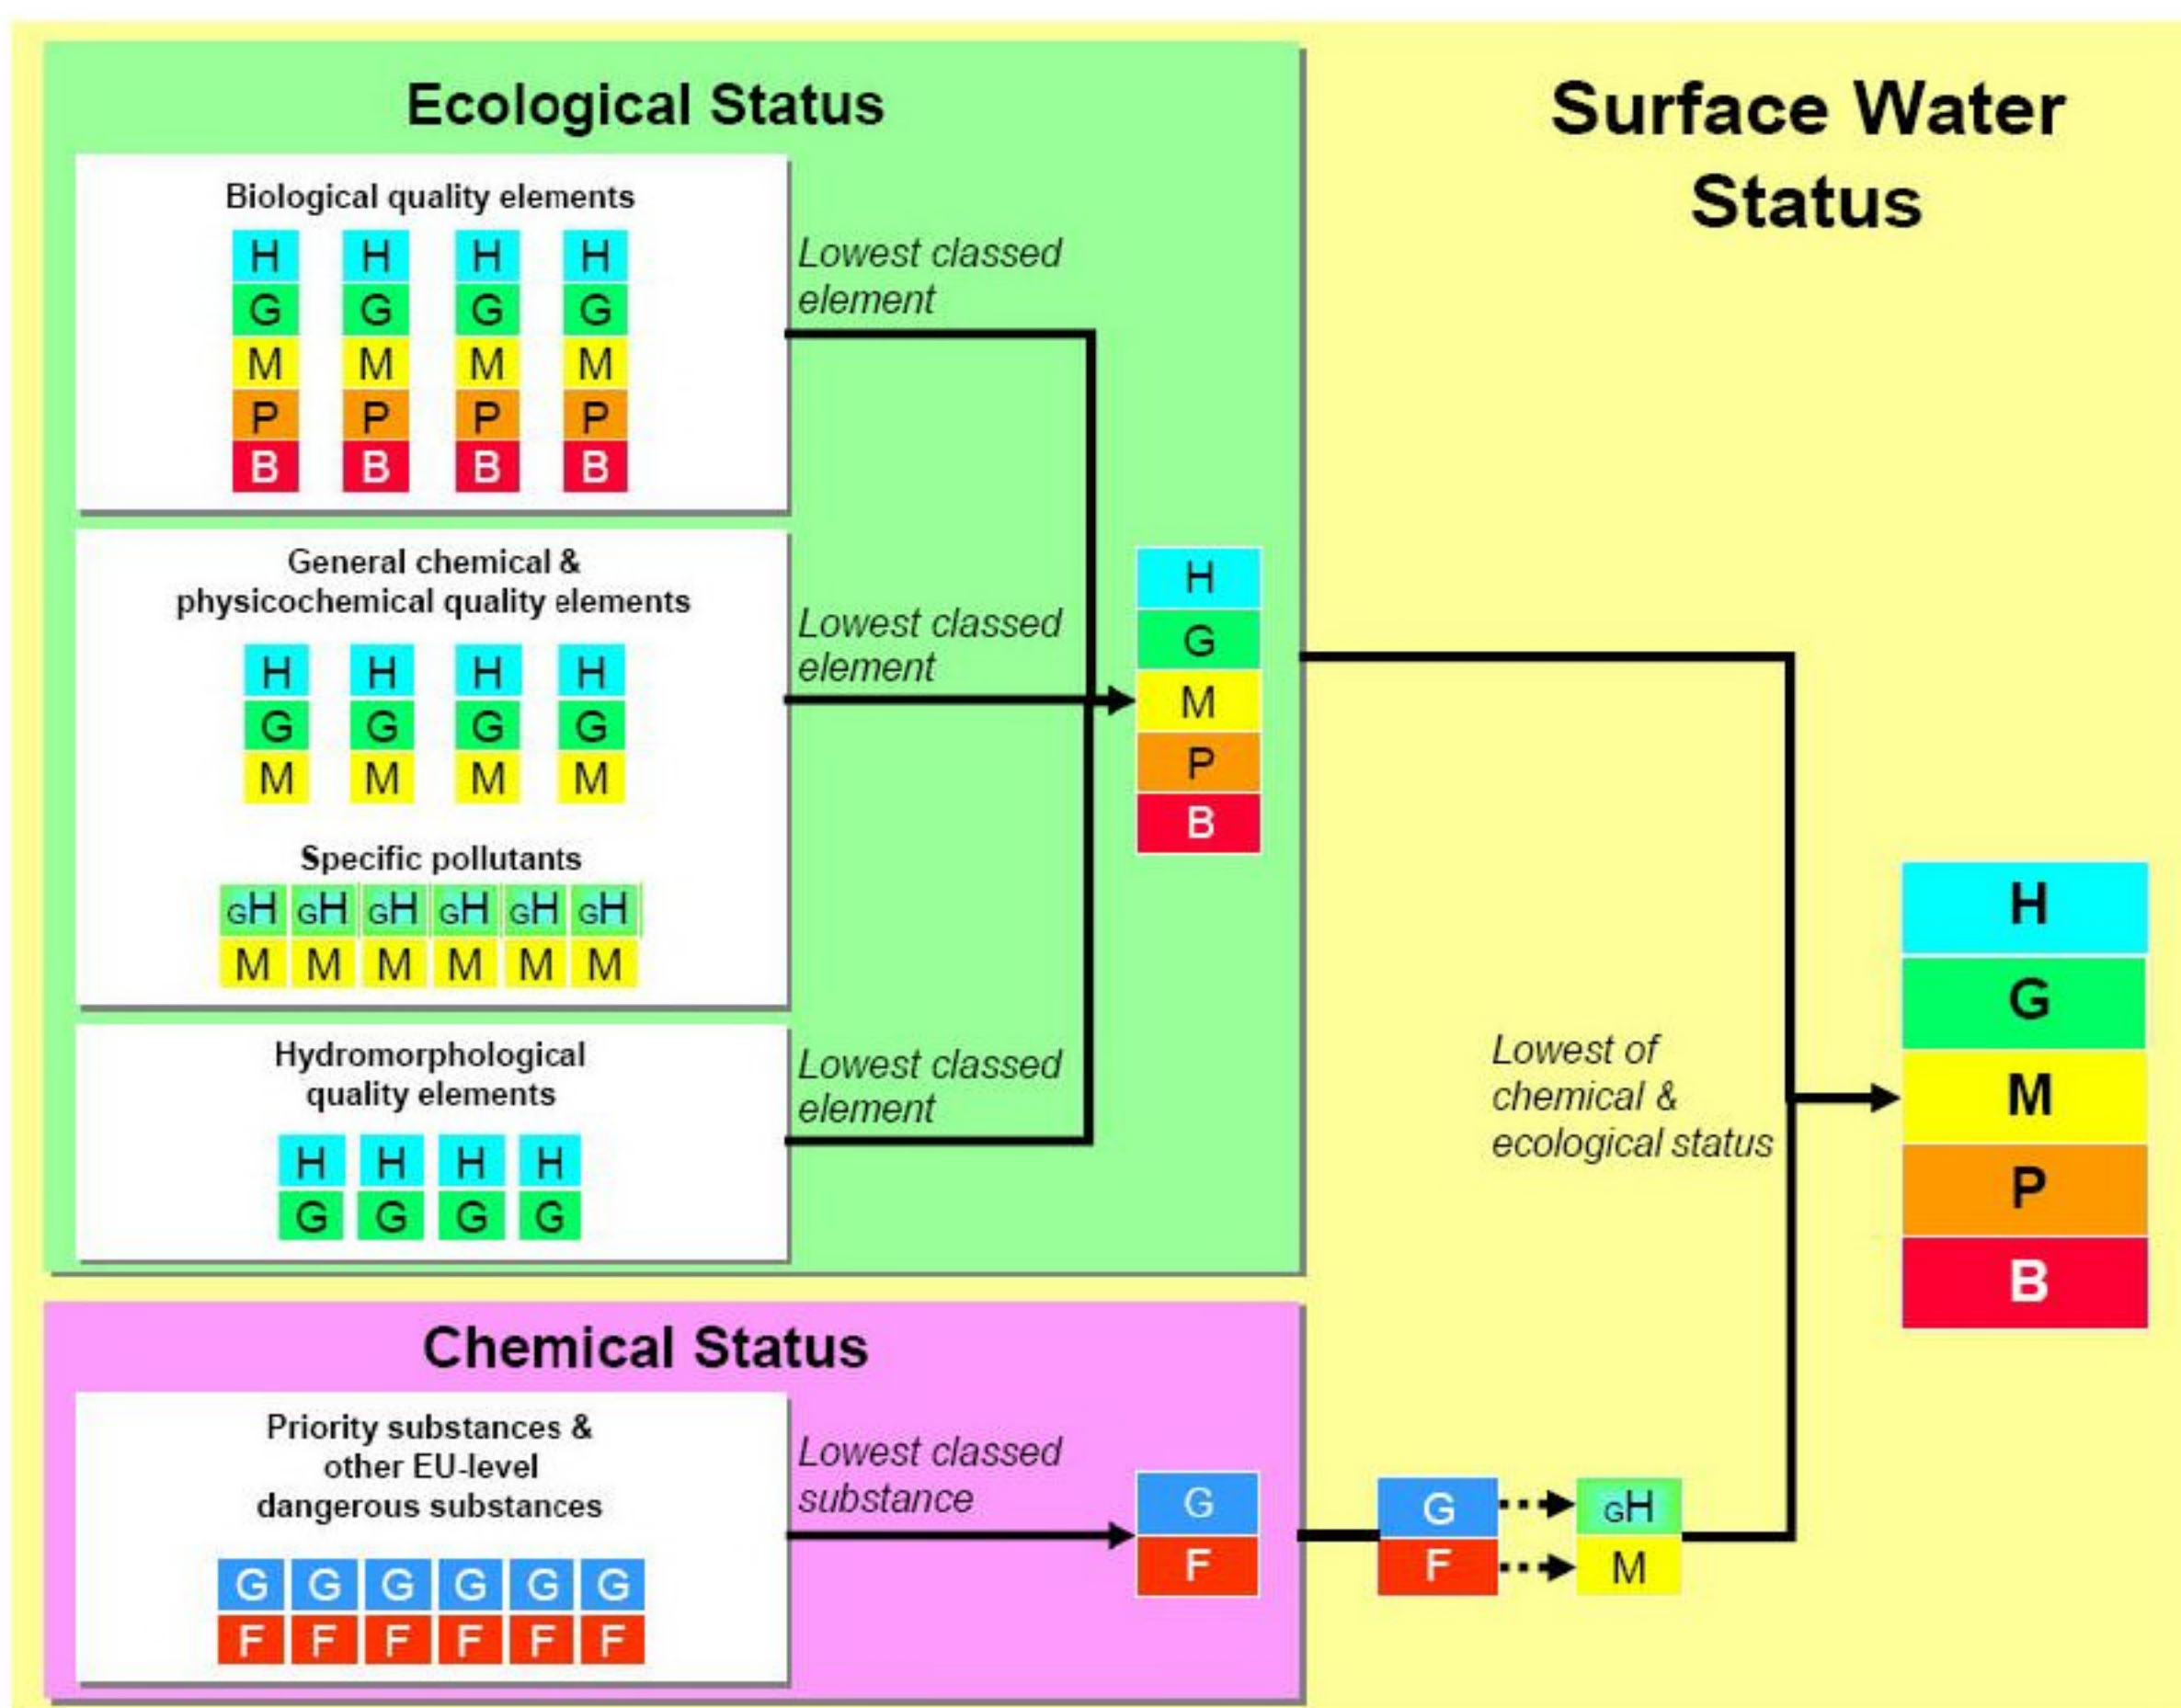 Ecological Status
Surface Water
Status
Biological quality elements
H H H H
G G G G
M M M M
P P P P
B B B B
Lowest classed
element
General chemical &
physicochemical quality elements
H H H H
G G G G
M M M M
Specific pollutants
GH GH GH GH GH GH
M M M M M M
Lowest classed
element
Hydromorphological
quality elements
H H H H
G G G G
Lowest classed
element
H
G
M
P
B
Lowest of
chemical &
ecological status
H
G
M
P
B
Chemical Status
Priority substances &
other EU-level
dangerous substances
G G G G G G
F F F F F F
Lowest classed
substance
G
F
G
F
GH
M